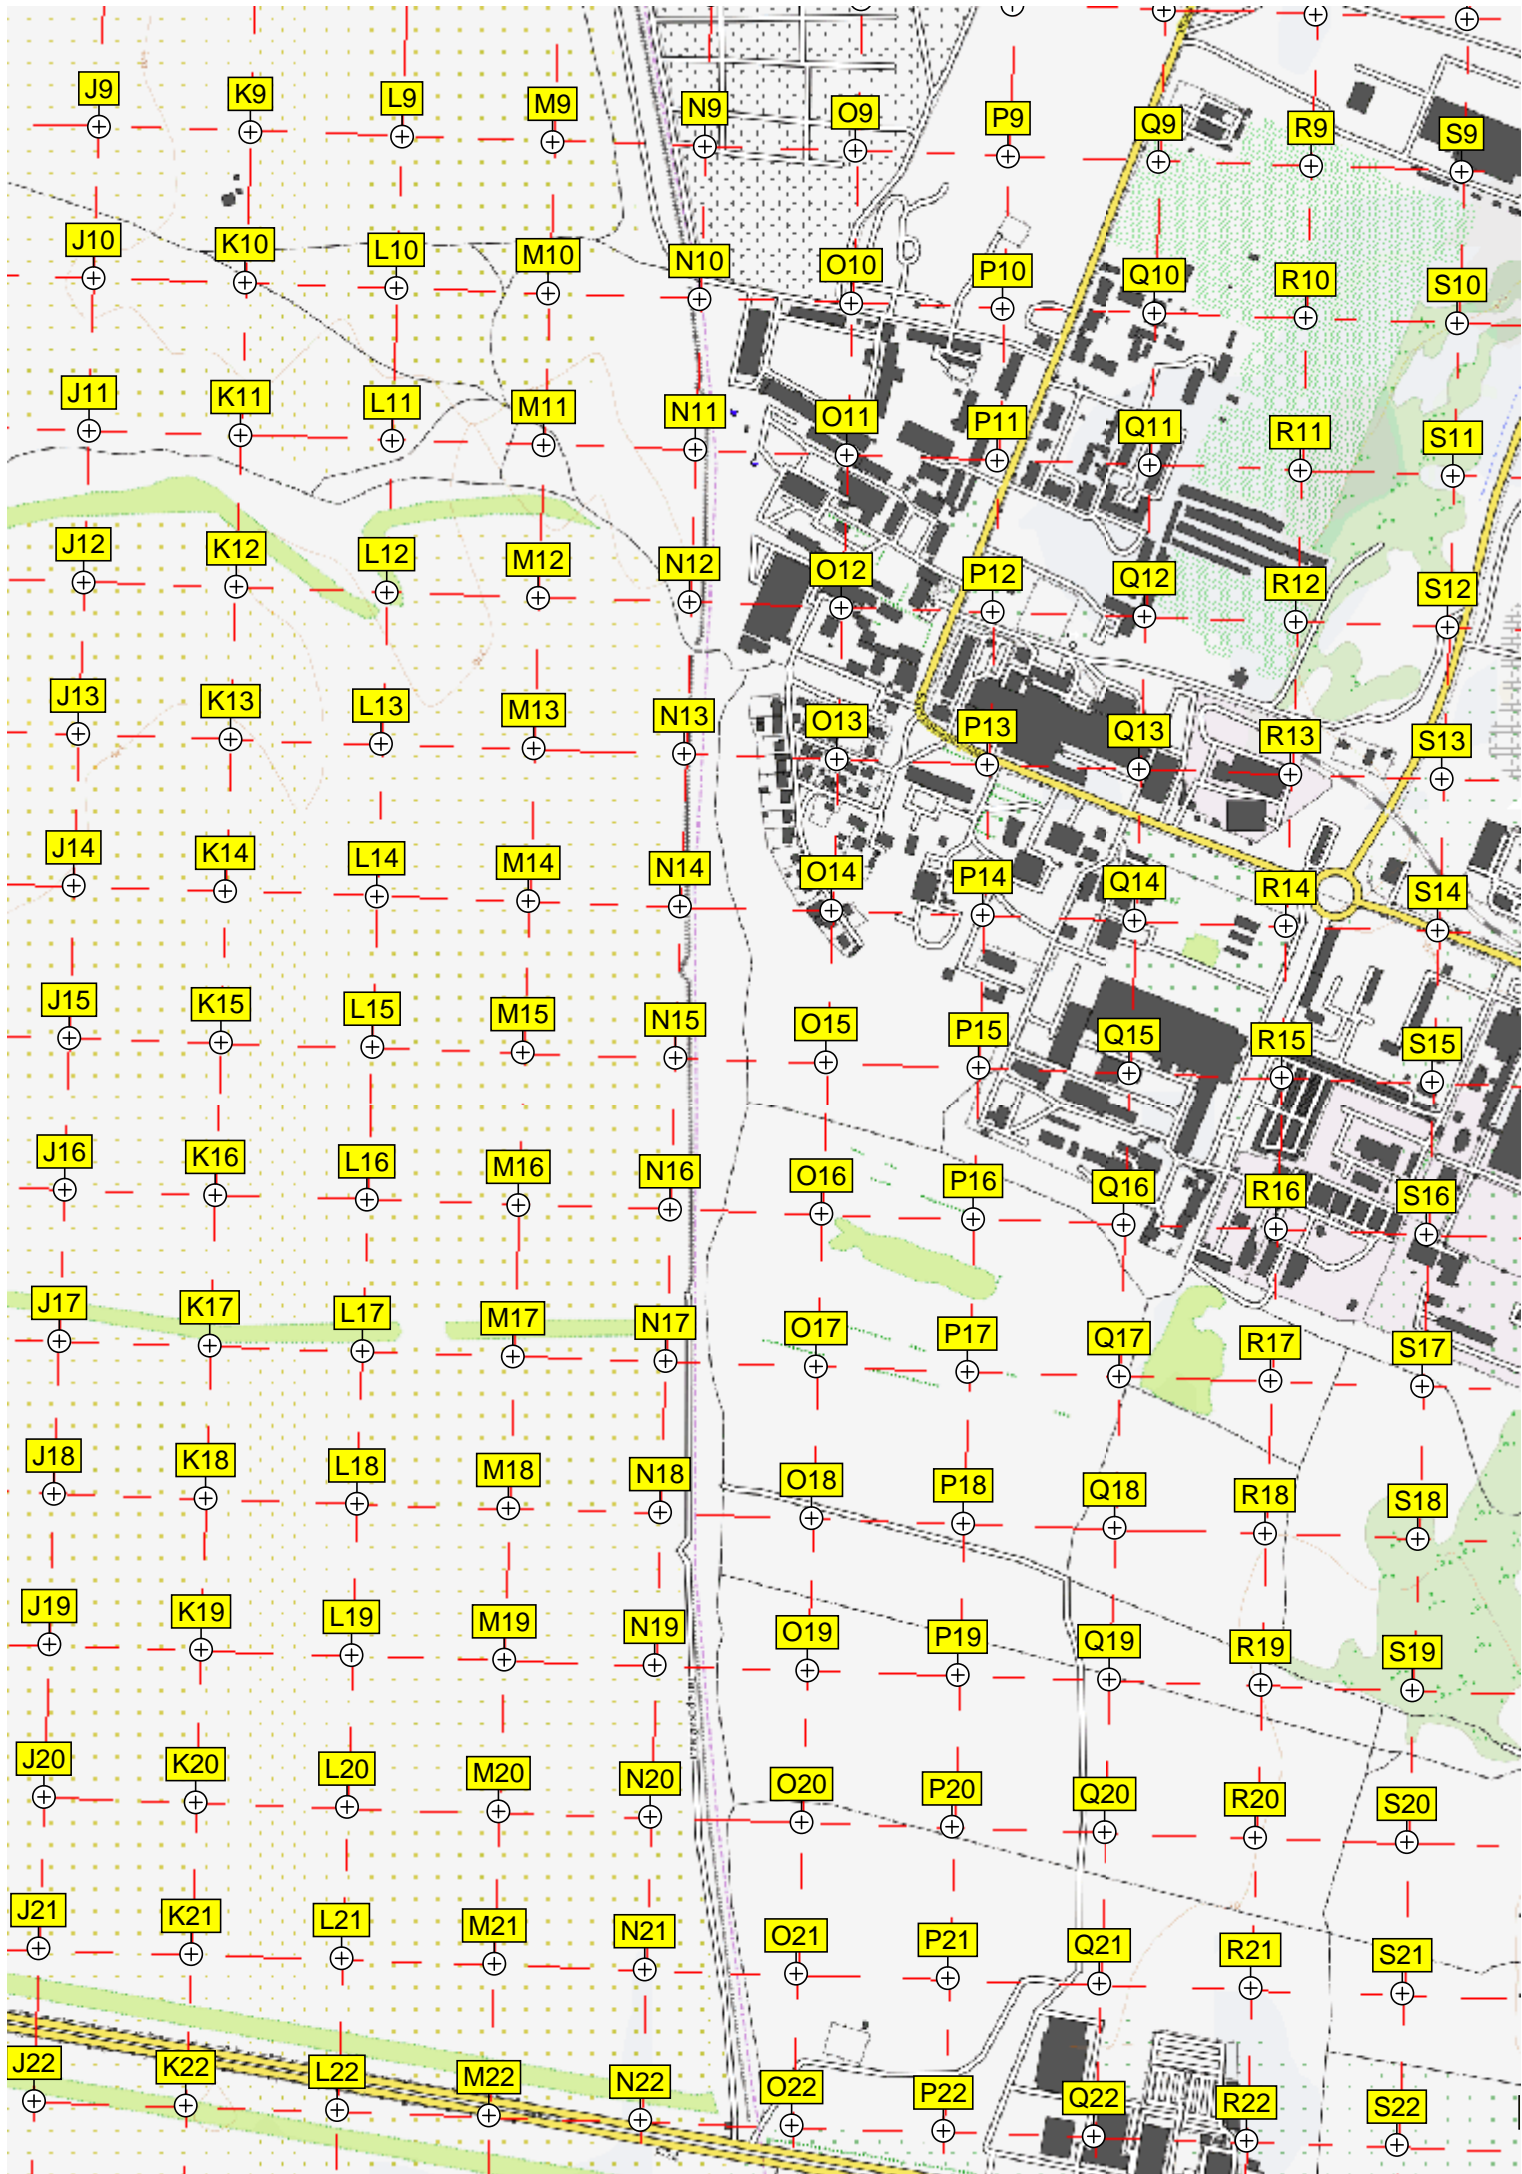 J9 K9 L9 M9 N9 O9 P9 Q9 R9 S9
J10 K10 L10 M10 N10 O10 P10 Q10 R10 S10
J11 K11 L11 M11 N11 O11 P11 Q11 R11 S11
J12 K12 L12 M12 N12 O12 P12 Q12 R12 S12
J13 K13 L13 M13 N13 O13 P13 Q13 R13 S13
J14 K14 L14 M14 N14 O14 P14 Q14 R14 S14
J15 K15 L15 M15 N15 O15 P15 Q15 R15 S15
J16 K16 L16 M16 N16 O16 P16 Q16 R16 S16
J17 K17 L17 M17 N17 O17 P17 Q17 R17 S17
J18 K18 L18 M18 N18 O18 P18 Q18 R18 S18
J19 K19 L19 M19 N19 O19 P19 Q19 R19 S19
J20 K20 L20 M20 N20 O20 P20 Q20 R20 S20
J21 K21 L21 M21 N21 O21 P21 Q21 R21 S21
J22 K22 L22 M22 N22 O22 P22 Q22 R22 S22